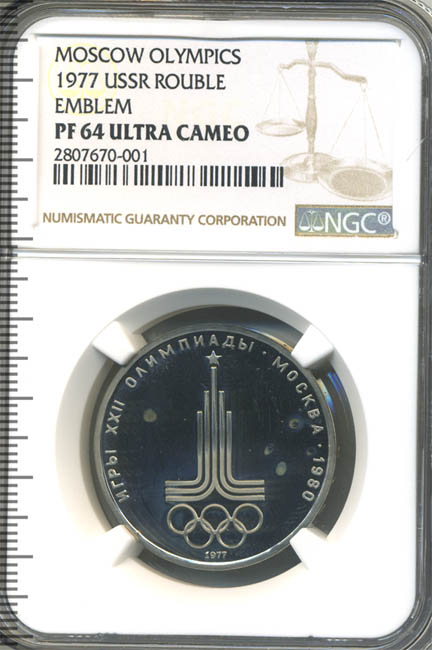 MOSCOW OLYMPICS
1977 USSR ROUBLE
EMBLEM
PF 64 ULTRA CAMEO
2807670-001
NUMISMATIC GUARANTY CORPORATION
NGC®
ИГРЫ XXII ОЛИМПИАДЫ · МОСКВА · 1980
1977